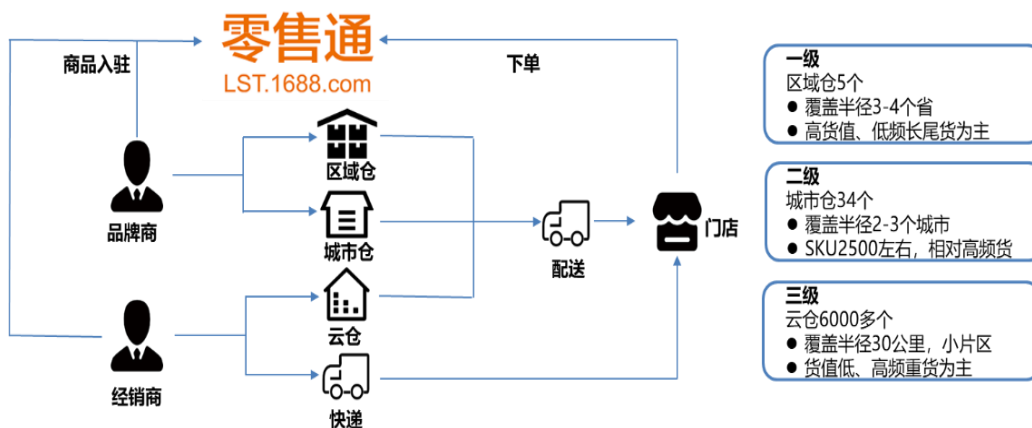 零售通
LST.1688.com
商品入驻
下单
品牌商
经销商
区域仓
城市仓
云仓
快递
配送
门店
一级
区域仓5个
● 覆盖半径3-4个省
● 高货值、低频长尾货为主
二级
城市仓34个
● 覆盖半径2-3个城市
● SKU2500左右，相对高频货
三级
云仓6000多个
● 覆盖半径30公里，小片区
● 货值低、高频重货为主